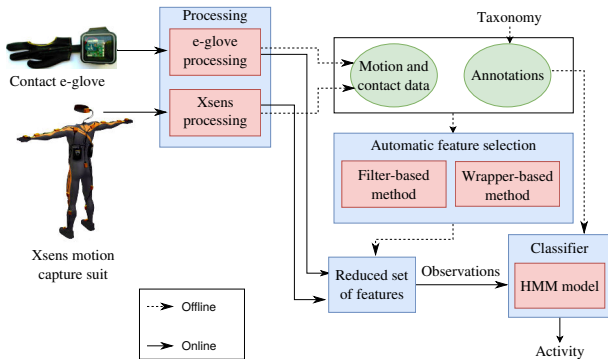 Processing
Taxonomy
e-glove
processing
Contact e-glove
Motion and
contact data
Annotations
Xsens
processing
Automatic feature selection
Filter-based
method
Wrapper-based
method
Xsens motion
capture suit
Reduced set
of features
Observations
Classifier
HMM model
Offline
Online
Activity